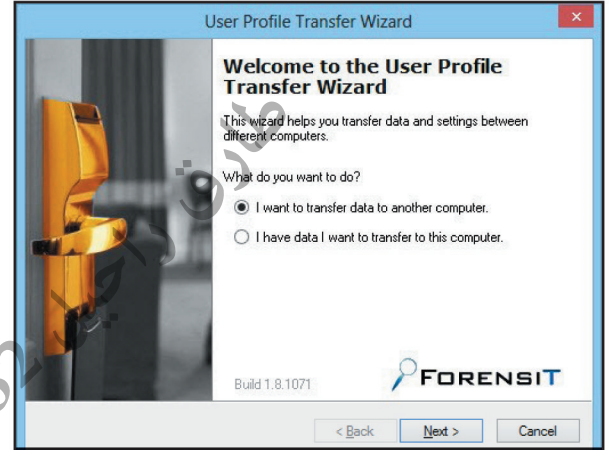 User Profile Transfer Wizard
Welcome to the User Profile
Transfer Wizard
This wizard helps you transfer data and settings between
different computers.
What do you want to do?
I want to transfer data to another computer.
I have data I want to transfer to this computer.
Build 1.8.1071
FORENSIT
< Back
Next >
Cancel
طارق